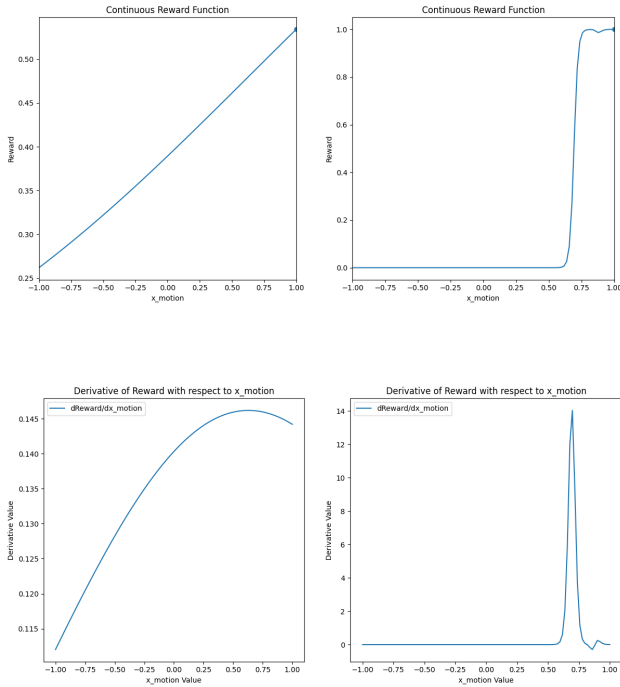 Continuous Reward Function
Reward
0.50
0.45
0.40
0.35
0.30
0.25
−1.00 −0.75 −0.50 −0.25 0.00 0.25 0.50 0.75 1.00
x_motion
Continuous Reward Function
Reward
1.0
0.8
0.6
0.4
0.2
0.0
−1.00 −0.75 −0.50 −0.25 0.00 0.25 0.50 0.75 1.00
x_motion
Derivative of Reward with respect to x_motion
dReward/dx_motion
Derivative Value
0.145
0.140
0.135
0.130
0.125
0.120
0.115
−1.00 −0.75 −0.50 −0.25 0.00 0.25 0.50 0.75 1.00
x_motion Value
Derivative of Reward with respect to x_motion
dReward/dx_motion
Derivative Value
14
12
10
8
6
4
2
0
−1.00 −0.75 −0.50 −0.25 0.00 0.25 0.50 0.75 1.00
x_motion Value